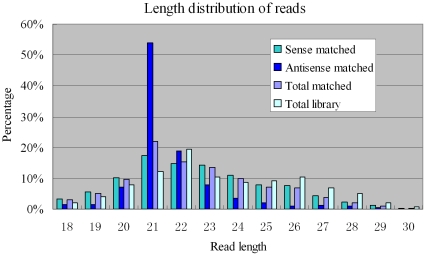 Length distribution of reads
60%
50%
40%
30%
20%
10%
0%
Percentage
Sense matched
Antisense matched
Total matched
Total library
18 19 20 21 22 23 24 25 26 27 28 29 30
Read length